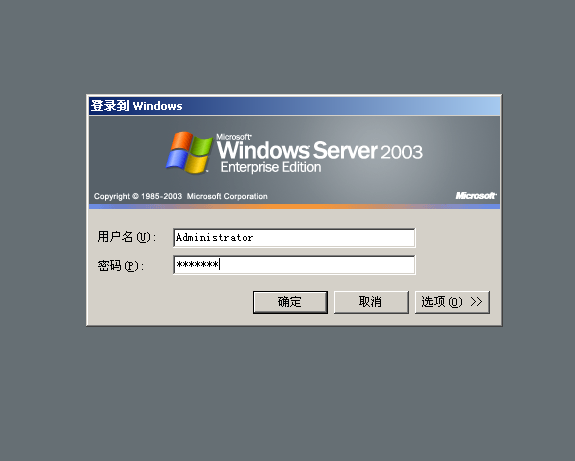 登录到 Windows
Microsoft
Windows Server 2003
Enterprise Edition
Copyright © 1985-2003 Microsoft Corporation
Microsoft
用户名(U):
Administrator
密码(P):
*******
确定
取消
选项(O) >>